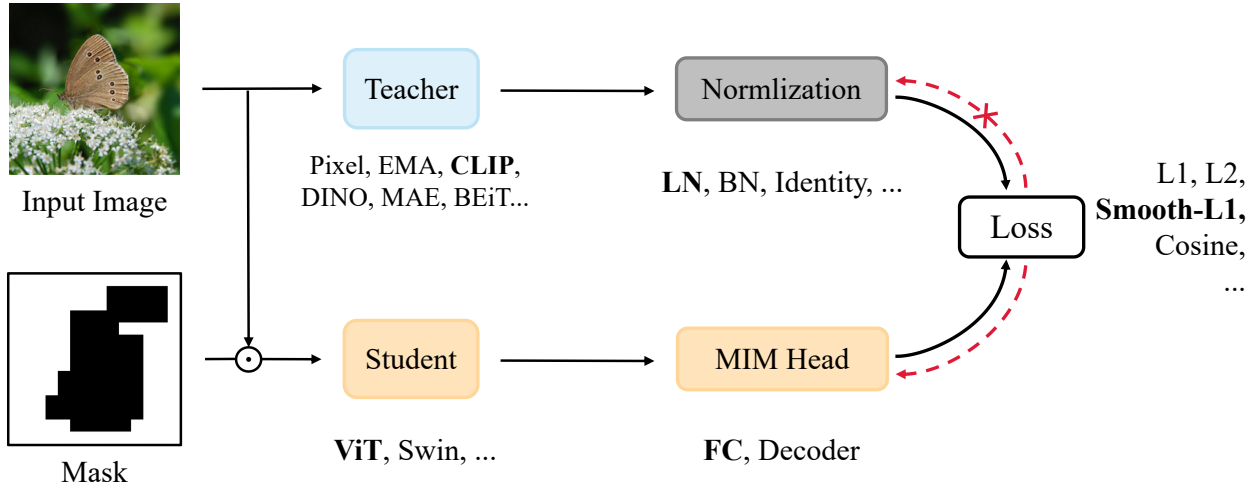 Teacher
Normlization
Pixel, EMA, CLIP,
DINO, MAE, BEiT...
LN, BN, Identity, ...
Input Image
L1, L2,
Smooth-L1,
Cosine,
...
Loss
Student
MIM Head
ViT, Swin, ...
FC, Decoder
Mask